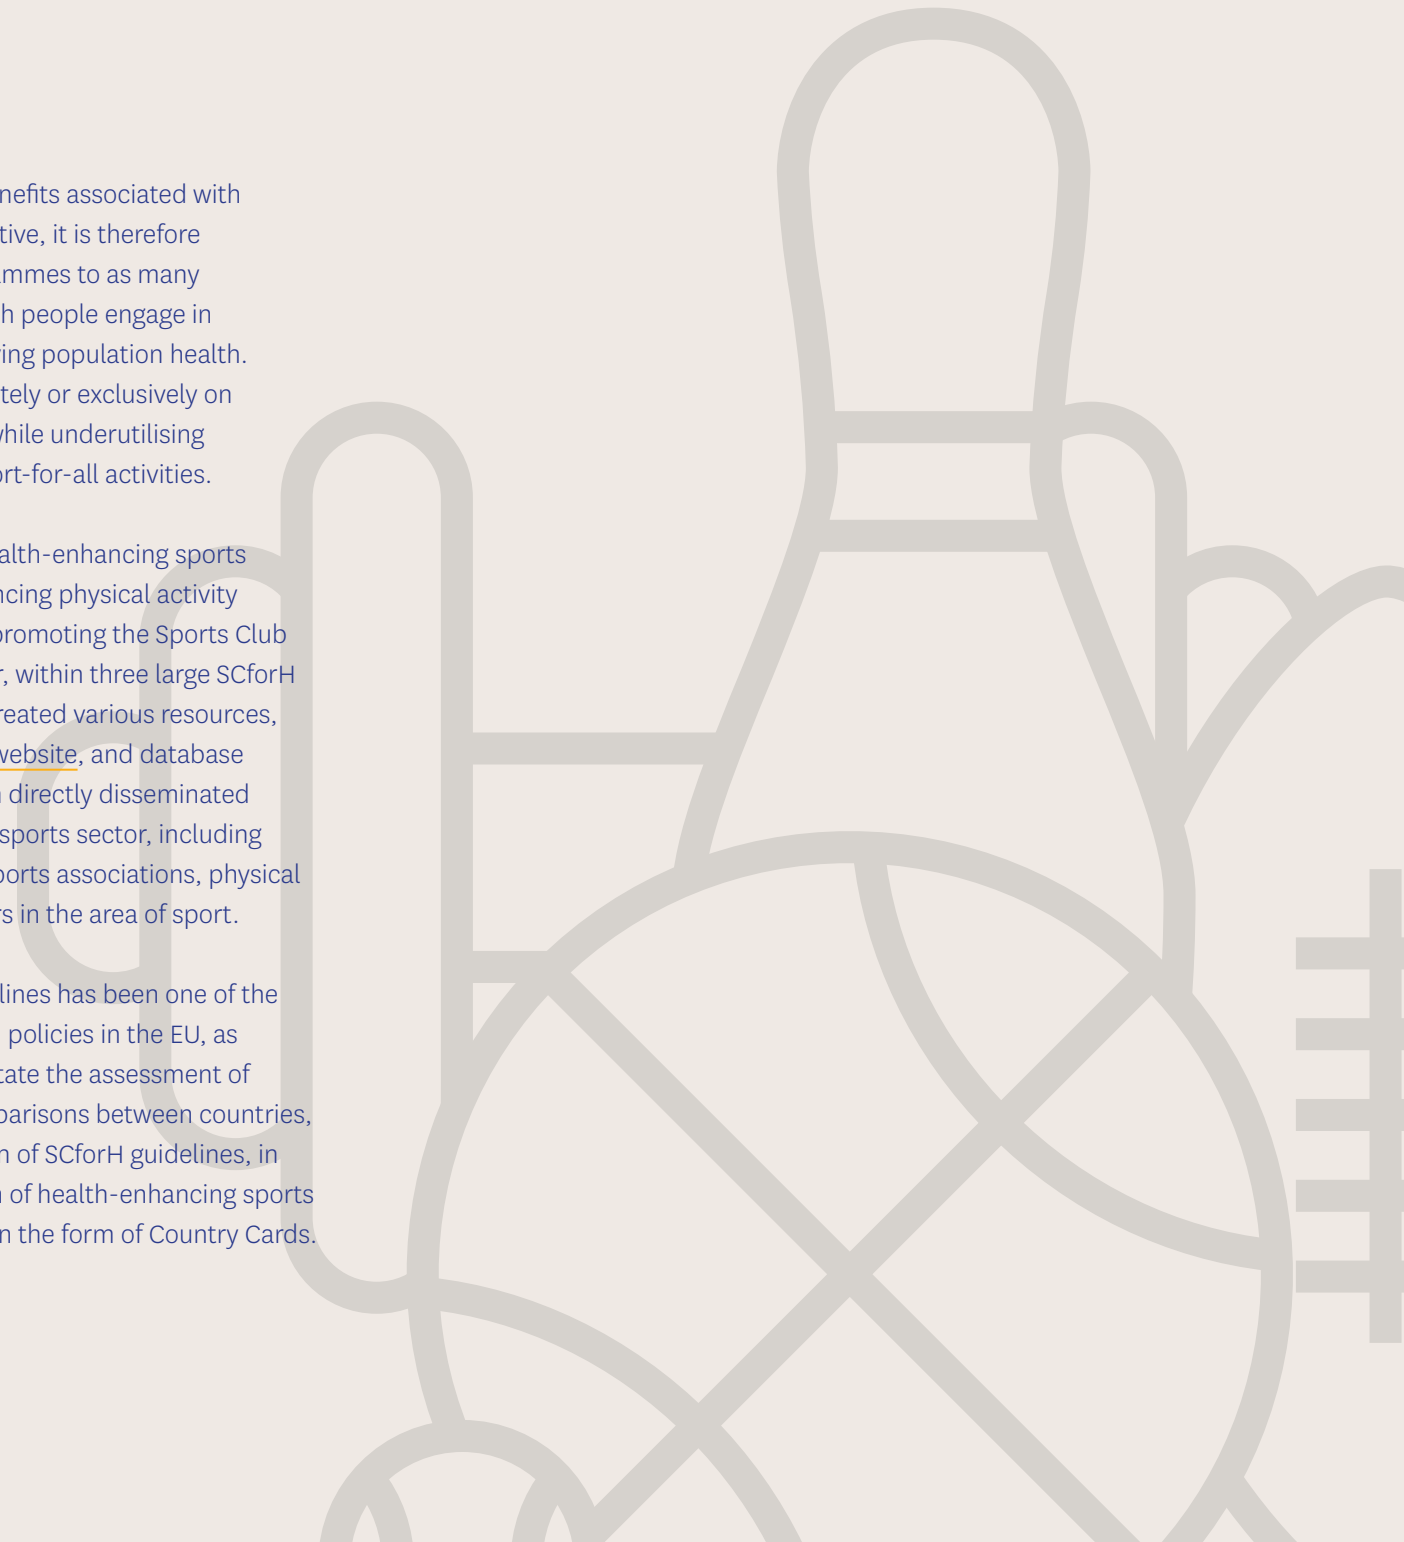 nefits associated with
tive, it is therefore
mmes to as many
h people engage in
ing population health.
tely or exclusively on
while underutilising
ort-for-all activities.
alth-enhancing sports
ncing physical activity
promoting the Sports Club
r, within three large SCforH
reated various resources,
website, and database
directly disseminated
sports sector, including
ports associations, physical
rs in the area of sport.
lines has been one of the
policies in the EU, as
tate the assessment of
parisons between countries,
n of SCforH guidelines, in
of health-enhancing sports
n the form of Country Cards.